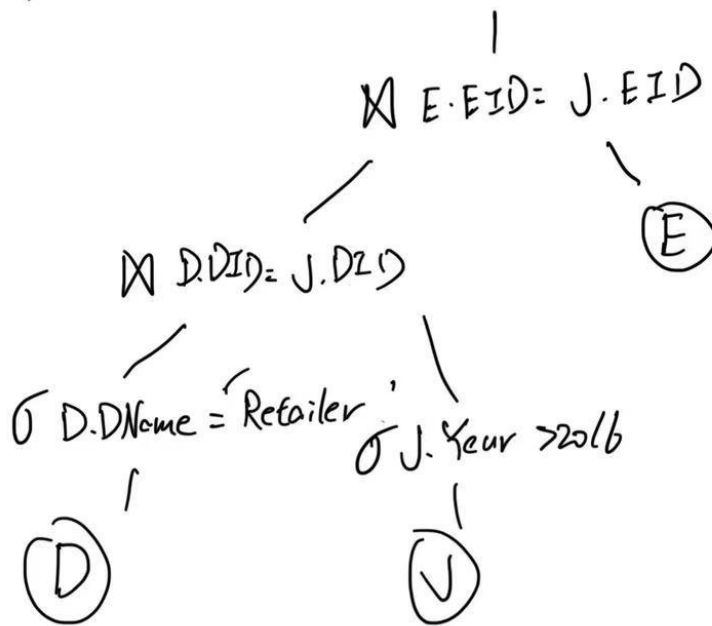 ⋈ E.EID = J.EID
E
⋈ D.DID = J.DID
σ D.DName = 'Retailer'
σ J.Year >2016
D
J